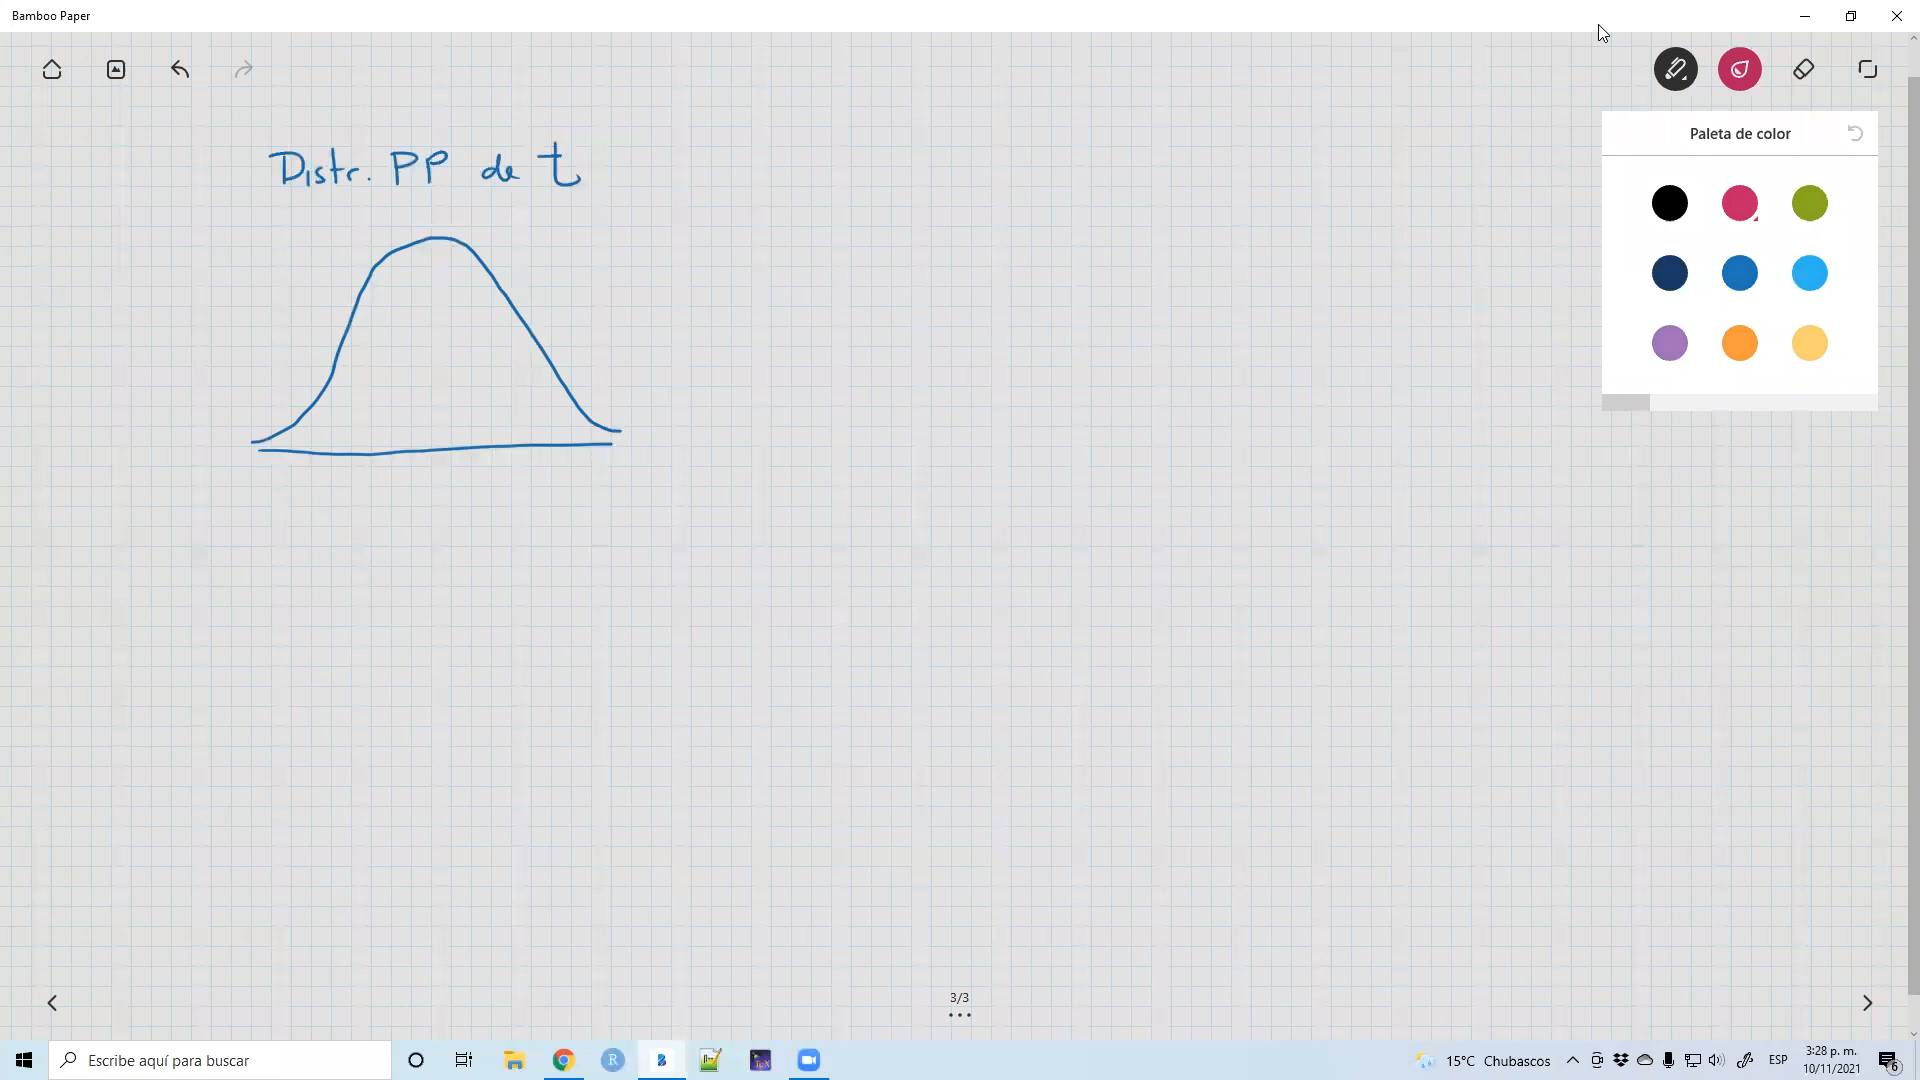 Bamboo Paper
Distr. PP de t
Paleta de color
3/3
Escribe aquí para buscar
15°C Chubascos
ESP
3:28 p. m.
10/11/2021
6